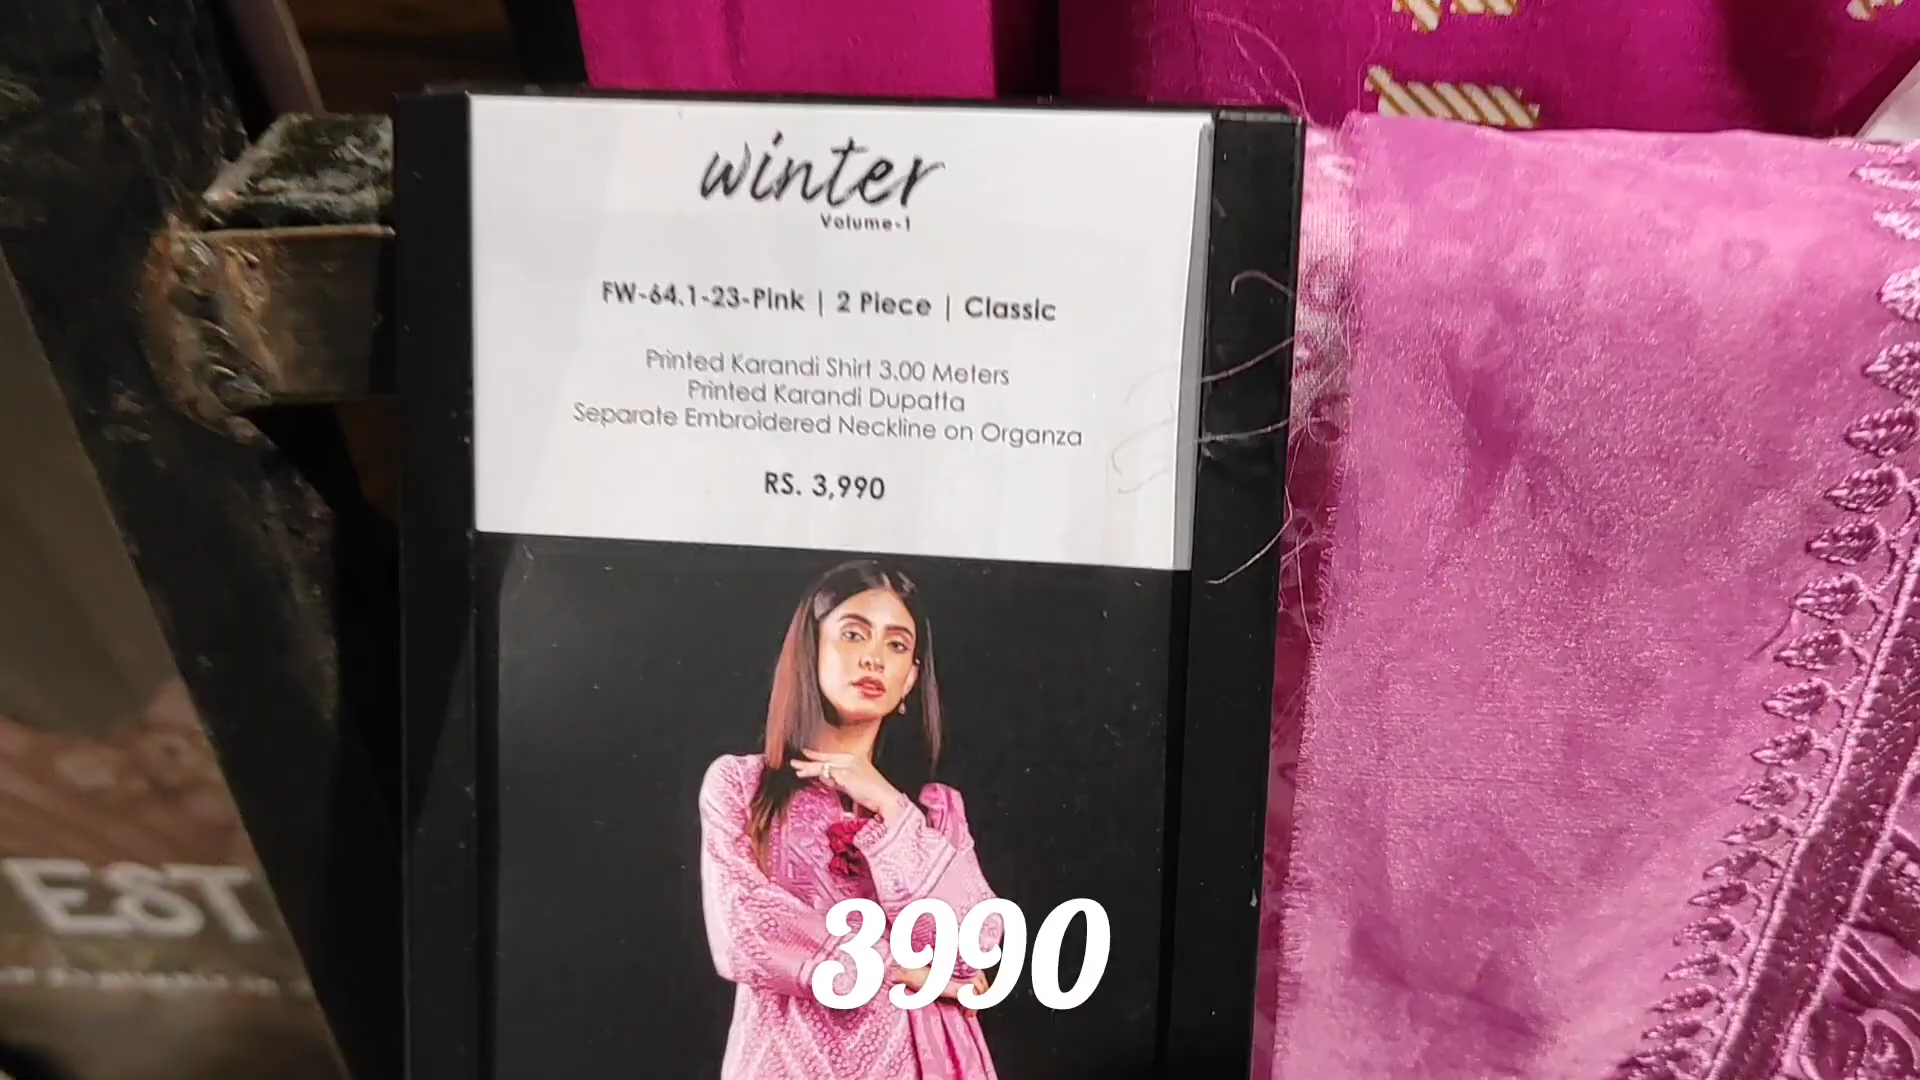 winter
Volume-1
FW-64.1-23-Pink | 2 Piece | Classic
Printed Karandi Shirt 3.00 Meters
Printed Karandi Dupatta
Separate Embroidered Neckline on Organza
RS. 3,990
3990
EST